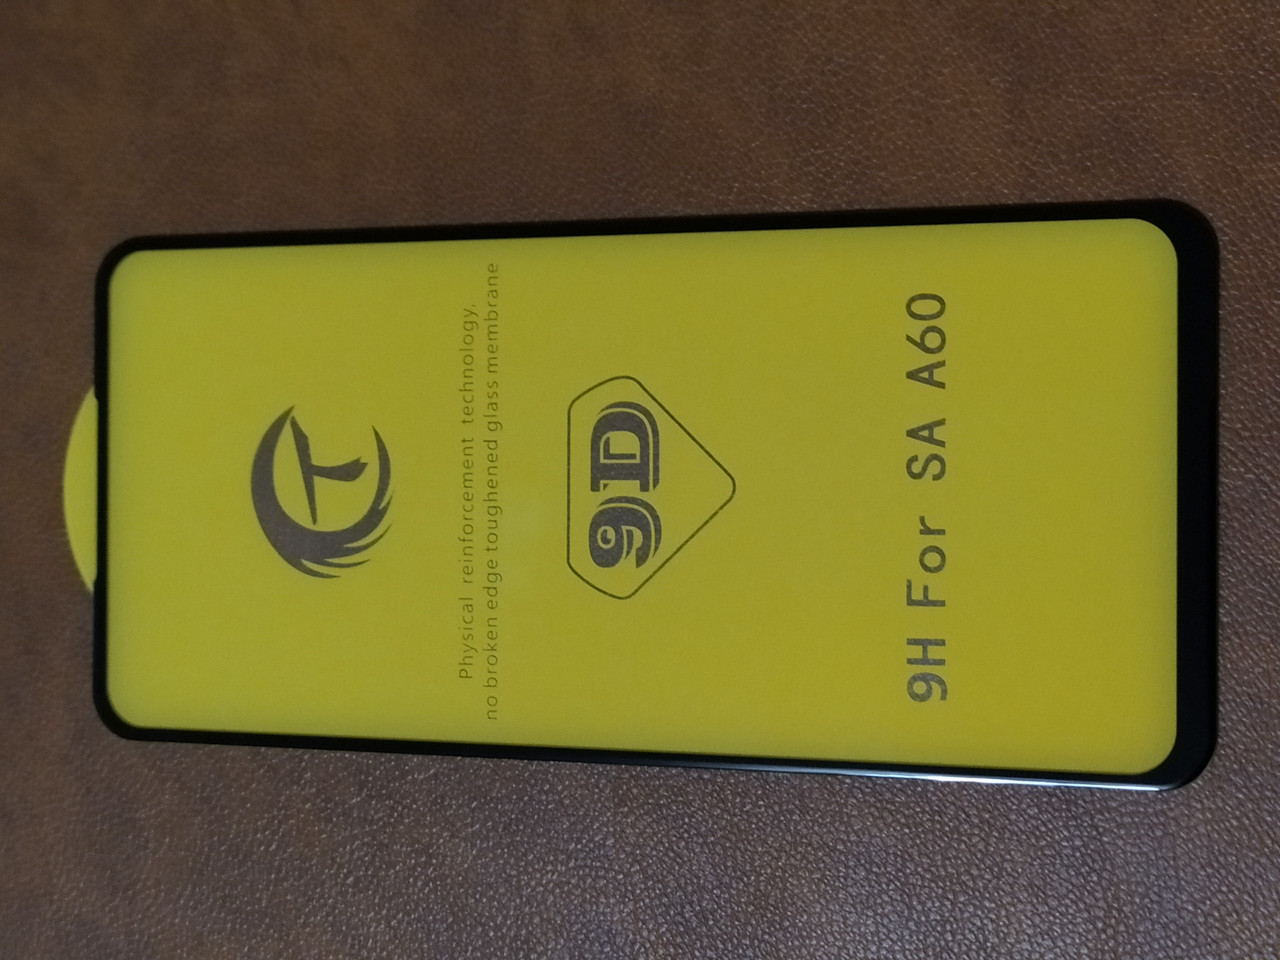 T
Physical reinforcement technology,
no broken edge toughened glass membrane
9D
9H For SA A60